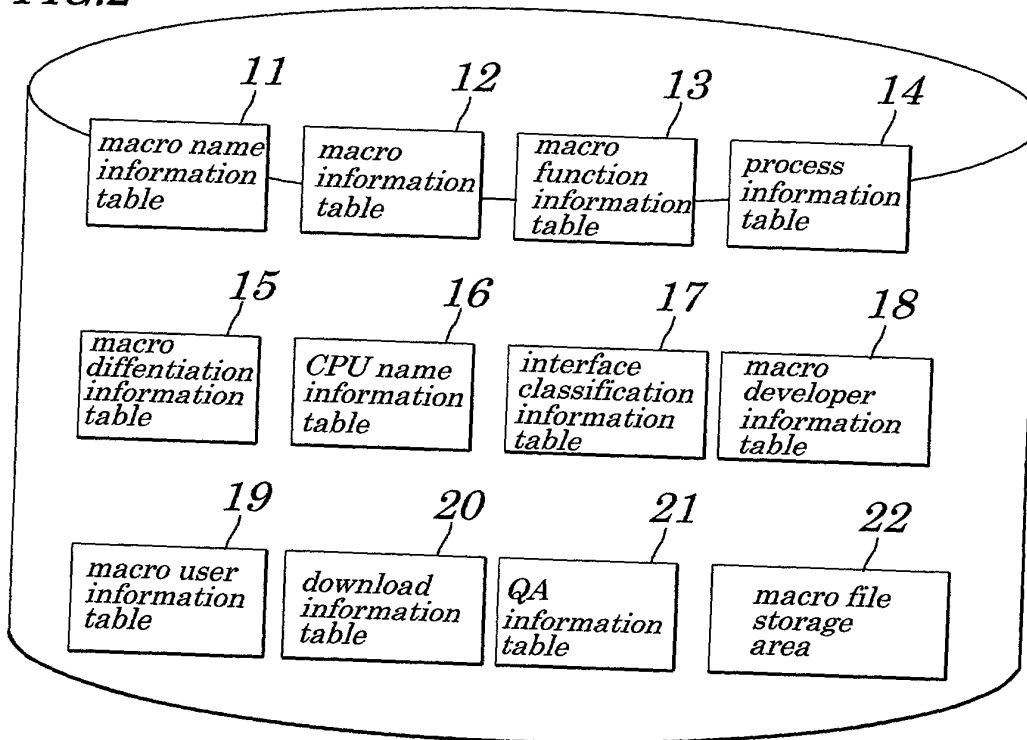 FIG.2
11
macro name
information
table
12
macro
information
table
13
macro
function
information
table
14
process
information
table
15
macro
diffentiation
information
table
16
CPU name
information
table
17
interface
classification
information
table
18
macro
developer
information
table
19
macro user
information
table
20
download
information
table
21
QA
information
table
22
macro file
storage
area